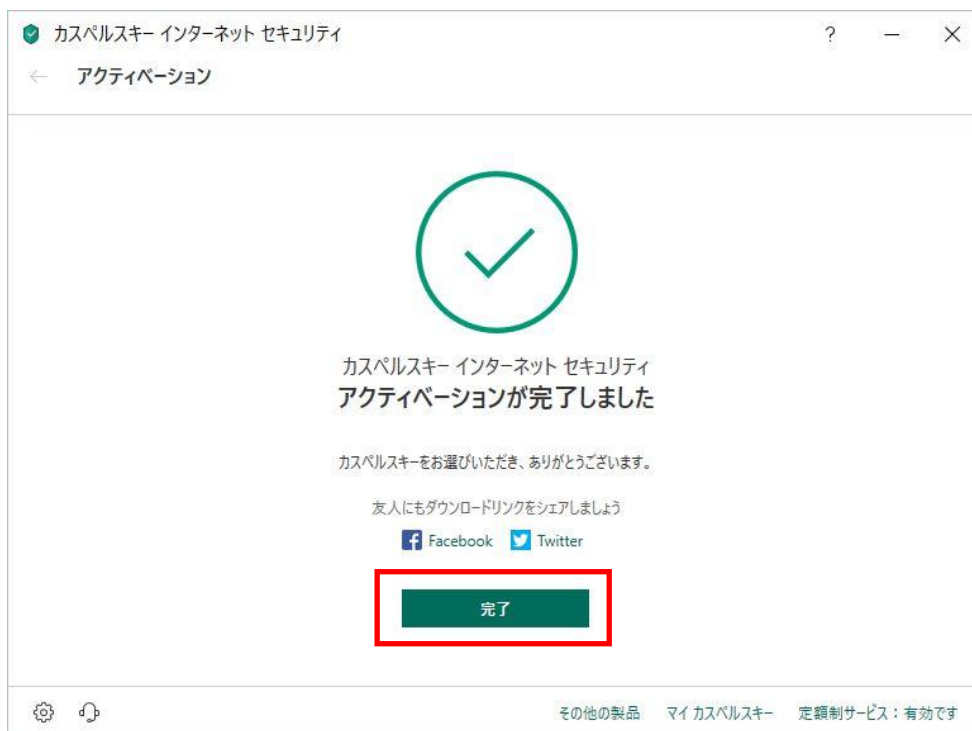 カスペルスキー インターネット セキュリティ
?
アクティベーション
カスペルスキー インターネット セキュリティ
アクティベーションが完了しました
カスペルスキーをお選びいただき、ありがとうございます。
友人にもダウンロードリンクをシェアしましょう
Facebook Twitter
完了
その他の製品 マイ カスペルスキー 定額制サービス：有効です